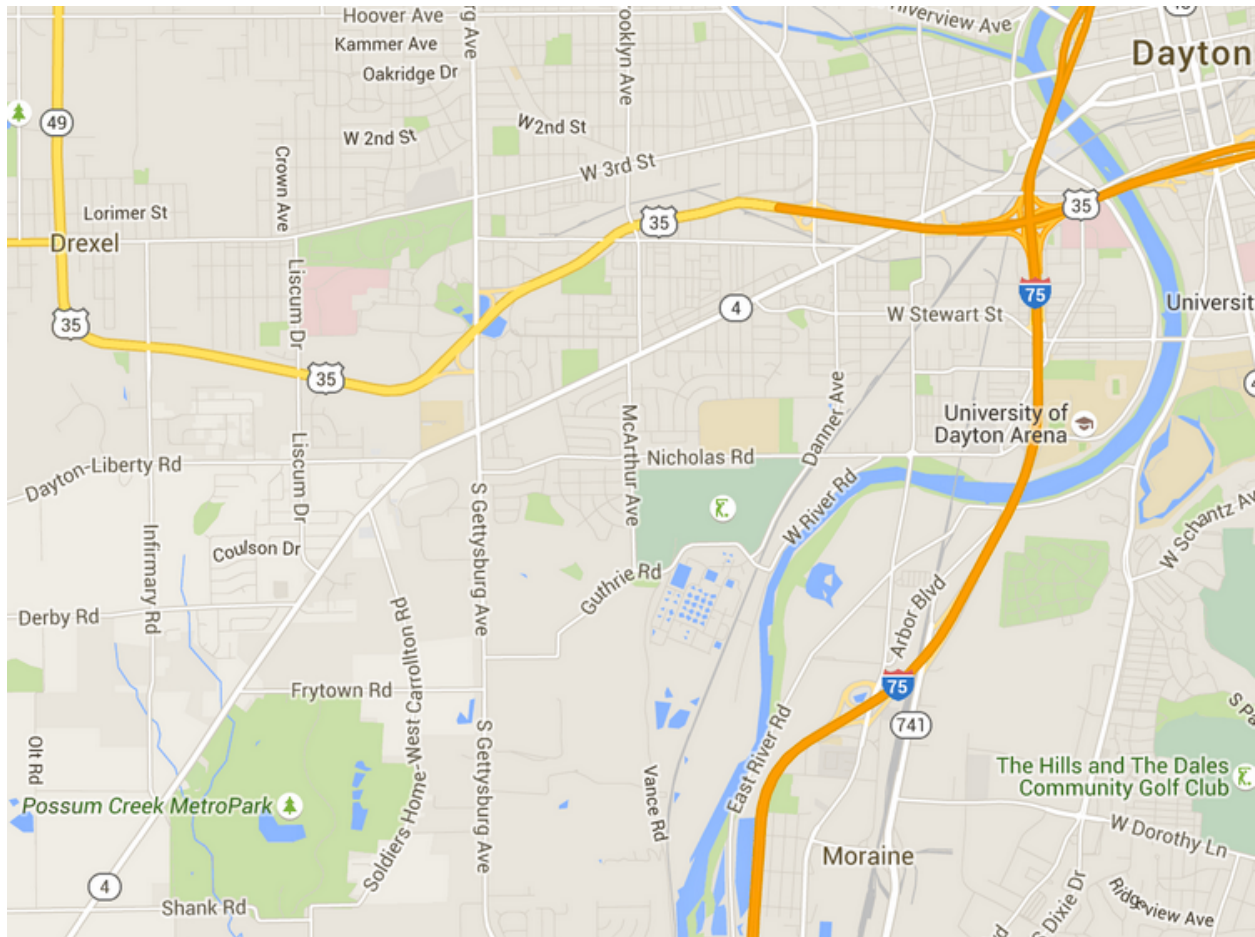 Hoover Ave
Riverview Ave
Kammer Ave
Oakridge Dr
Dayton
49
W 2nd St
W 2nd St
Crown Ave
W 3rd St
Lorimer St
35
35
Drexel
Liscum Dr
75
4
W Stewart St
35
35
McArthur Ave
Danner Ave
University of
Dayton Arena
Liscum Dr
Nicholas Rd
Dayton-Liberty Rd
S Gettysburg Ave
W River Rd
W Schantz
Infirmary Rd
Coulson Dr
Guthrie Rd
Arbor Blvd
Derby Rd
Soldiers Home-West Carrollton Rd
Frytown Rd
75
741
S Gettysburg Ave
East River Rd
Olt Rd
Vance Rd
The Hills and The Dales
Community Golf Club
Possum Creek MetroPark
W Dorothy Ln
Moraine
4
Shank Rd
S Dixie Dr
Ridgeview Ave